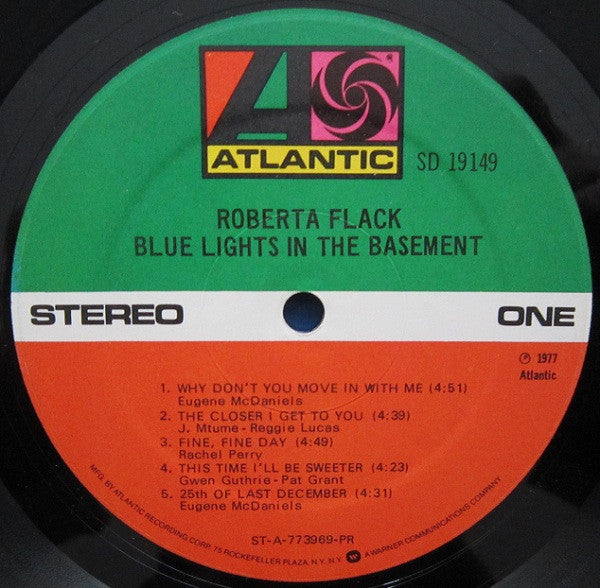 ATLANTIC
SD 19149
ROBERTA FLACK
BLUE LIGHTS IN THE BASEMENT
STEREO
ONE
℗ 1977
Atlantic
1. WHY DON'T YOU MOVE IN WITH ME (4:51)
Eugene McDaniels
2. THE CLOSER I GET TO YOU (4:39)
J. Mtume - Reggie Lucas
3. FINE, FINE DAY (4:49)
Rachel Perry
4. THIS TIME I'LL BE SWEETER (4:23)
Gwen Guthrie - Pat Grant
5. 25th OF LAST DECEMBER (4:31)
Eugene McDaniels
ST-A-773969-PR
MFG. BY ATLANTIC RECORDING CORP. 75 ROCKEFELLER PLAZA, N.Y. N.Y. A WARNER COMMUNICATIONS COMPANY